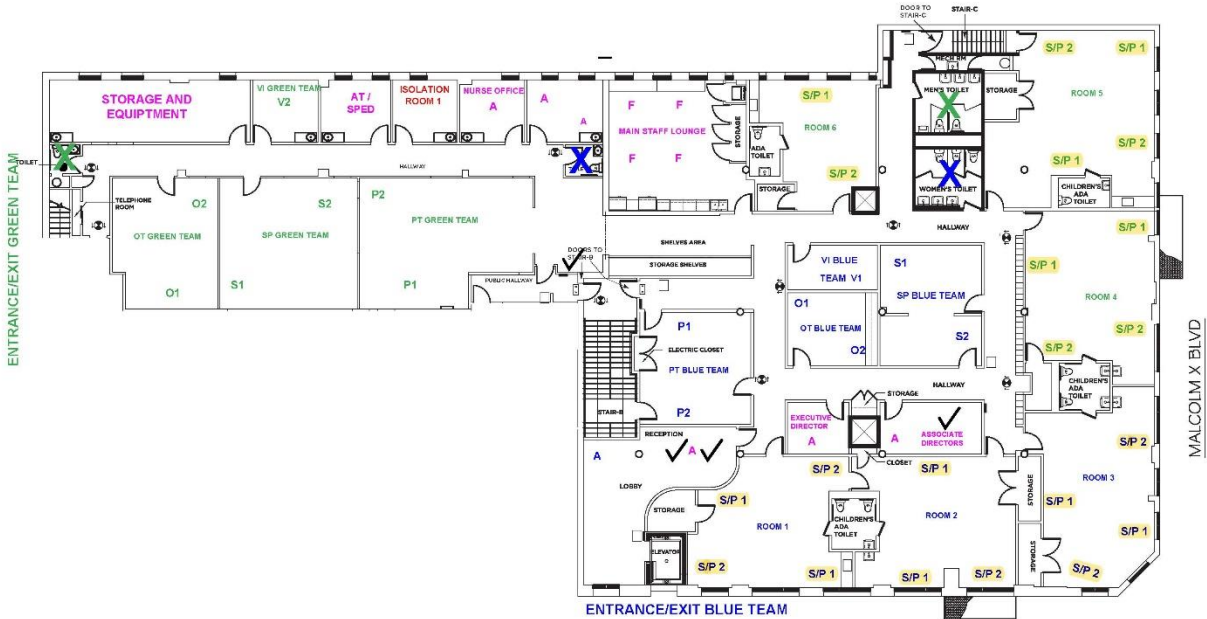 DOOR TO
STAIR-C
STAIR-C
MECH RM
S/P 2
S/P 1
STORAGE AND
EQUIPTMENT
VI GREEN TEAM
V2
AT /
SPED
ISOLATION
ROOM 1
NURSE OFFICE
A
A
A
F
F
MAIN STAFF LOUNGE
F
F
STORAGE
S/P 1
ROOM 6
ADA
TOILET
S/P 2
STORAGE
MEN'S TOILET
X
STORAGE
ROOM 5
S/P 2
S/P 1
CHILDREN'S
ADA
TOILET
X
WOMEN'S TOILET
TOILET
X
HALLWAY
X
TELEPHONE
ROOM
O2
OT GREEN TEAM
O1
S2
SP GREEN TEAM
S1
P2
PT GREEN TEAM
P1
ENTRANCE/EXIT GREEN TEAM
PUBLIC HALLWAY
DOORS TO
STAIR-B
SHELVES AREA
STORAGE SHELVES
HALLWAY
VI BLUE
TEAM V1
S1
SP BLUE TEAM
S2
O1
OT BLUE TEAM
O2
S/P 1
S/P 1
ROOM 4
S/P 2
S/P 2
CHILDREN'S
ADA
TOILET
P1
ELECTRIC CLOSET
PT BLUE TEAM
P2
STAIR-B
HALLWAY
STORAGE
EXECUTIVE
DIRECTOR
A
A
ASSOCIATE
DIRECTORS
CLOSET
RECEPTION
A
A
LOBBY
STORAGE
ELEVATOR
S/P 2
S/P 1
ROOM 1
S/P 2
S/P 1
CHILDREN'S
ADA
TOILET
S/P 1
ROOM 2
S/P 1
S/P 2
STORAGE
STORAGE
S/P 2
ROOM 3
S/P 1
S/P 1
S/P 2
MALCOLM X BLVD
ENTRANCE/EXIT BLUE TEAM